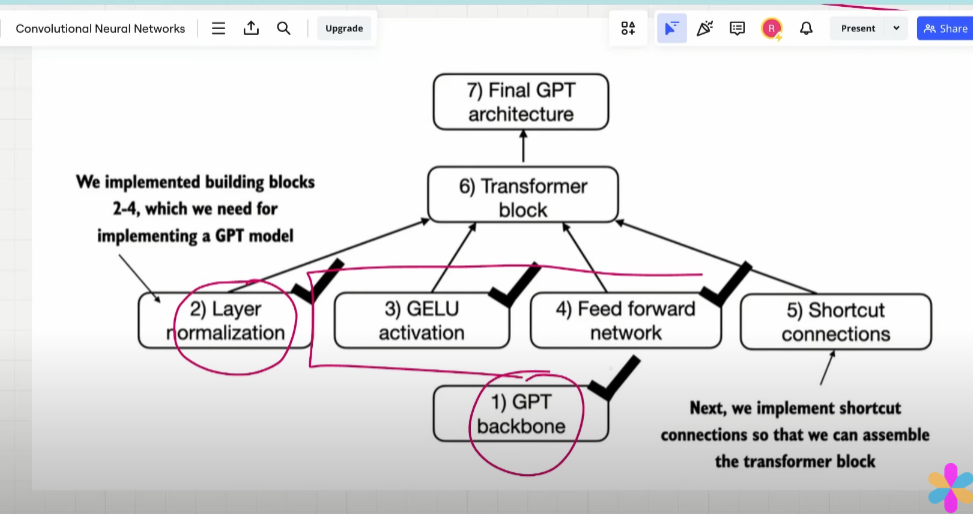 Convolutional Neural Networks
Upgrade
R
Present
Share
7) Final GPT
architecture
6) Transformer
block
We implemented building blocks
2-4, which we need for
implementing a GPT model
2) Layer
normalization
3) GELU
activation
4) Feed forward
network
5) Shortcut
connections
1) GPT
backbone
Next, we implement shortcut
connections so that we can assemble
the transformer block